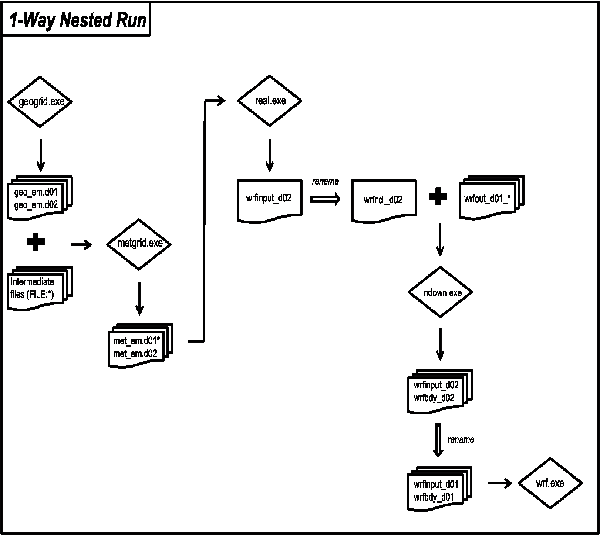 1-Way Nested Run
geogrid.exe
geo_em.d01
geo_em.d02
Intermediate
files (FILE:*)
metgrid.exe
met_em.d01*
met_em.d02
real.exe
wrfinput_d02
rename
wrfndi_d02
wrfout_d01_*
ndown.exe
wrfinput_d02
wrfbdy_d02
rename
wrfinput_d01
wrfbdy_d01
wrf.exe